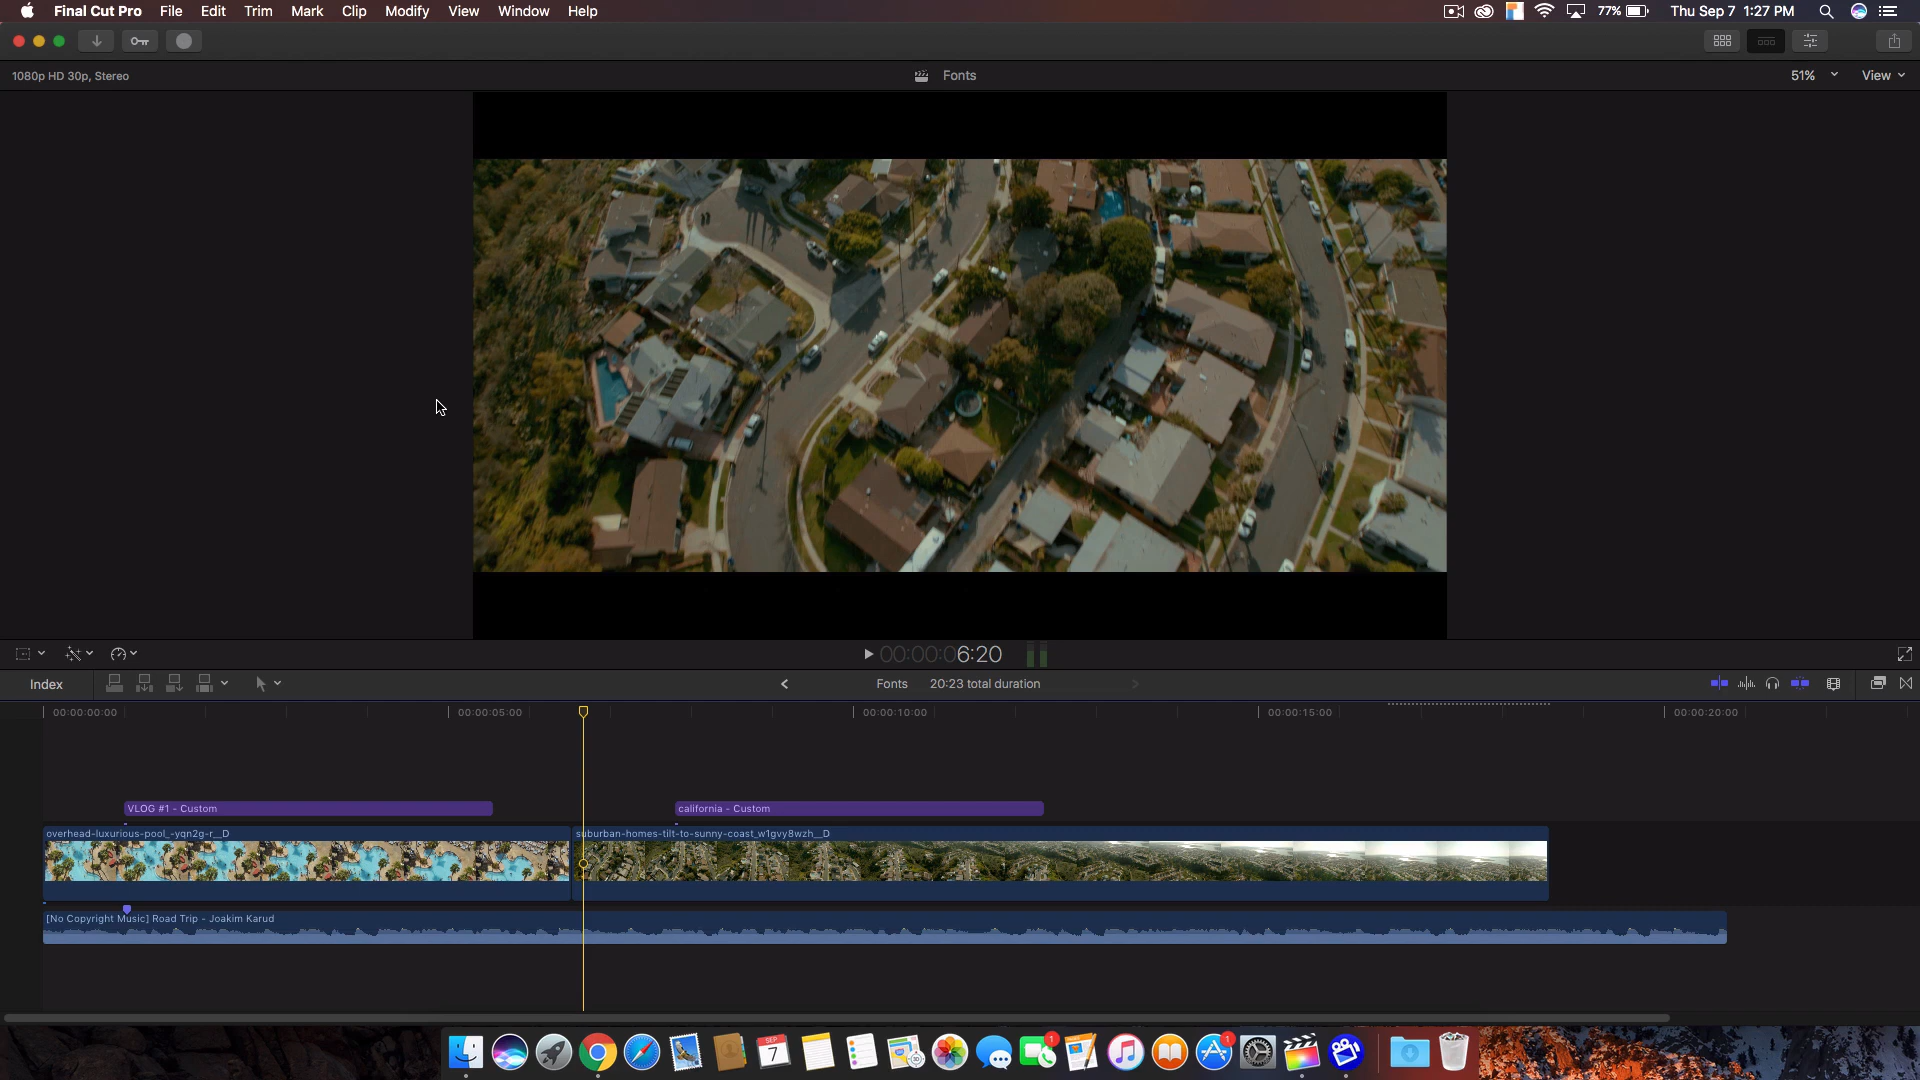 Final Cut Pro File Edit Trim Mark Clip Modify View Window Help 77% Thu Sep 7 1:27 PM
1080p HD 30p, Stereo Fonts 51% View
00:00:06:20
Index Fonts 20:23 total duration
00:00:00:00 00:00:05:00 00:00:10:00 00:00:15:00 00:00:20:00
VLOG #1 - Custom california - Custom
overhead-luxurious-pool_-yqn2g-r__D suburban-homes-tilt-to-sunny-coast_w1gvy8wzh__D
[No Copyright Music] Road Trip - Joakim Karud
SEP
7
1
1